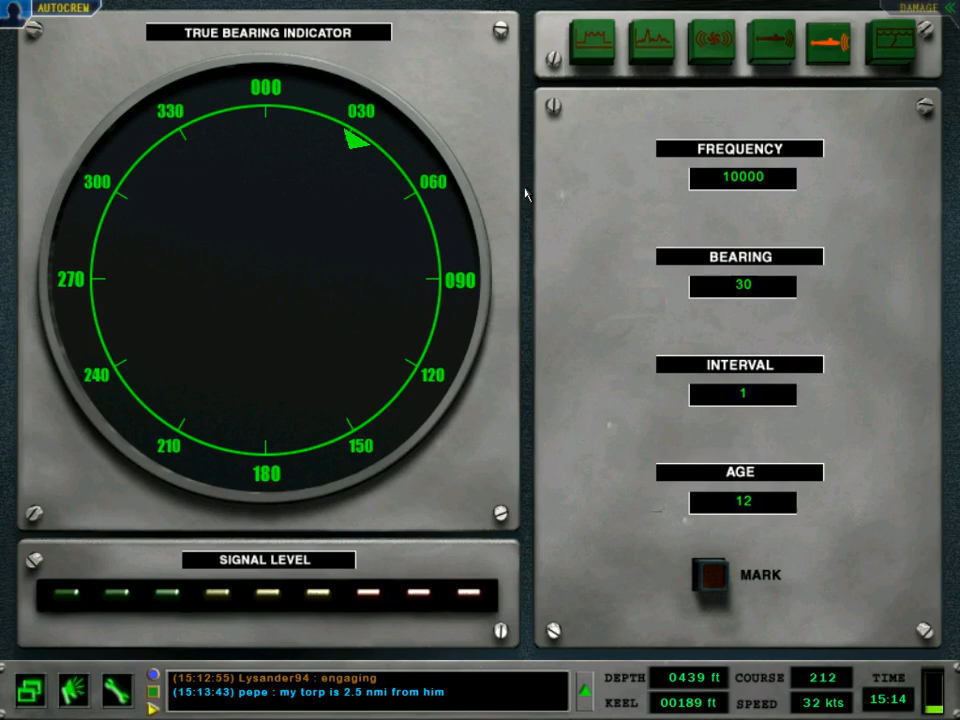 AUTOCREW
DAMAGE
TRUE BEARING INDICATOR
000
030
060
090
120
150
180
210
240
270
300
330
FREQUENCY
10000
BEARING
30
INTERVAL
1
AGE
12
MARK
SIGNAL LEVEL
(15:12:55) Lysander94 : engaging
(15:13:43) pepe : my torp is 2.5 nmi from him
DEPTH 0439 ft COURSE 212 TIME
KEEL 00189 ft SPEED 32 kts 15:14